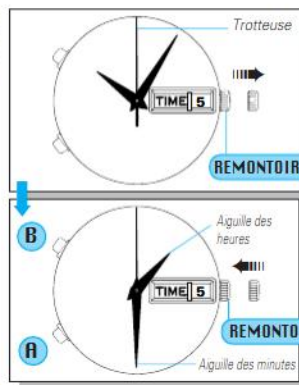 Trotteuse
TIME 5
REMONTOIR
B
Aiguille des
heures
TIME 5
REMONTO
A
Aiguille des minutes